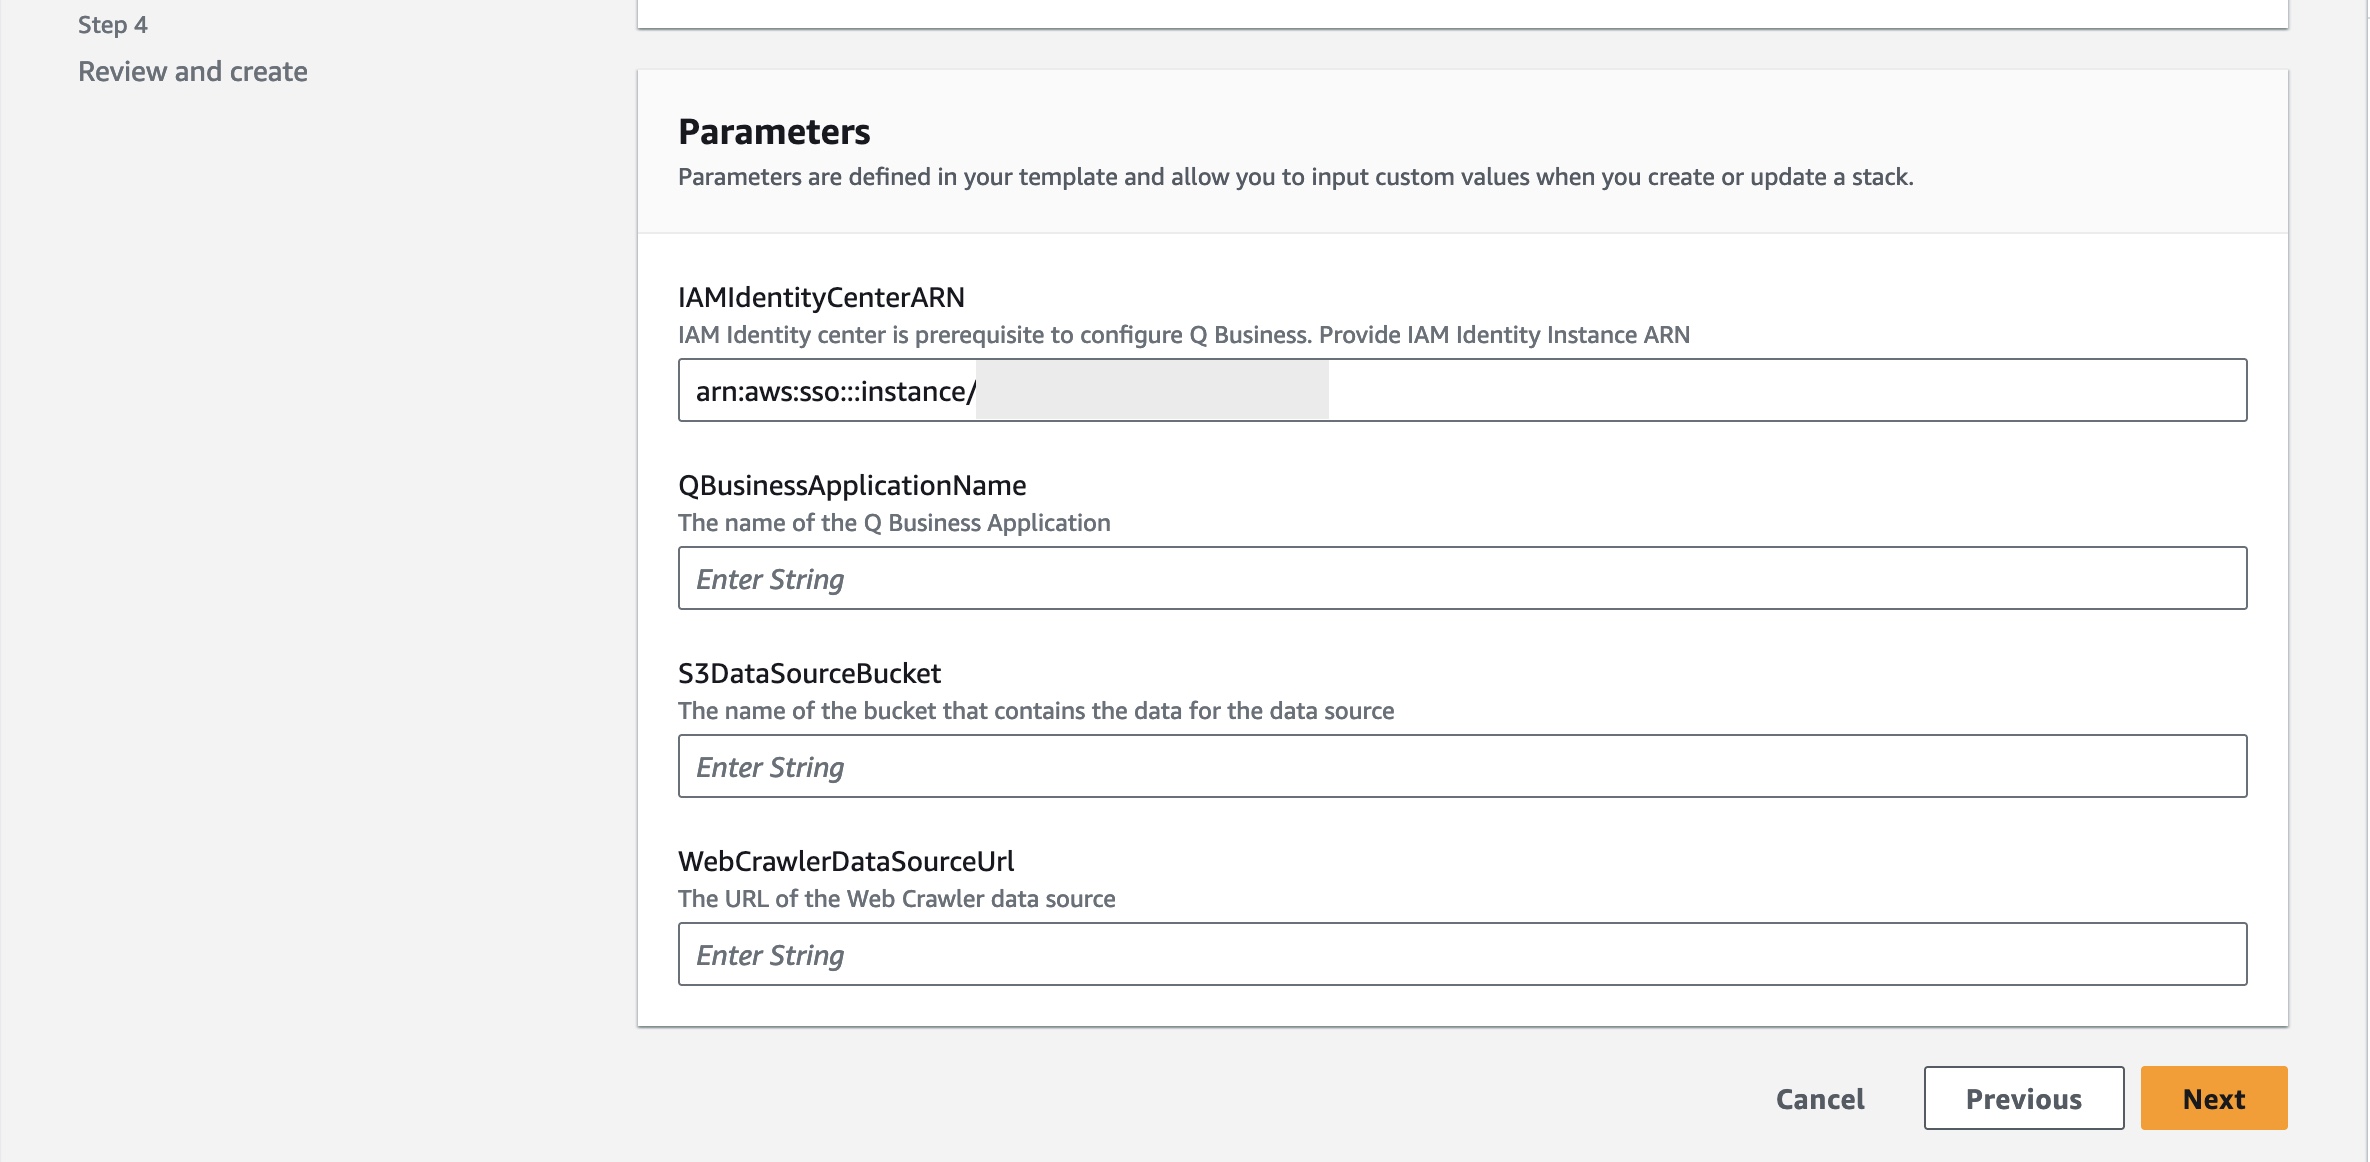 Step 4
Review and create
Parameters
Parameters are defined in your template and allow you to input custom values when you create or update a stack.
IAMIdentityCenterARN
IAM Identity center is prerequisite to configure Q Business. Provide IAM Identity Instance ARN
arn:aws:sso:::instance/
QBusinessApplicationName
The name of the Q Business Application
Enter String
S3DataSourceBucket
The name of the bucket that contains the data for the data source
Enter String
WebCrawlerDataSourceUrl
The URL of the Web Crawler data source
Enter String
Cancel
Previous
Next